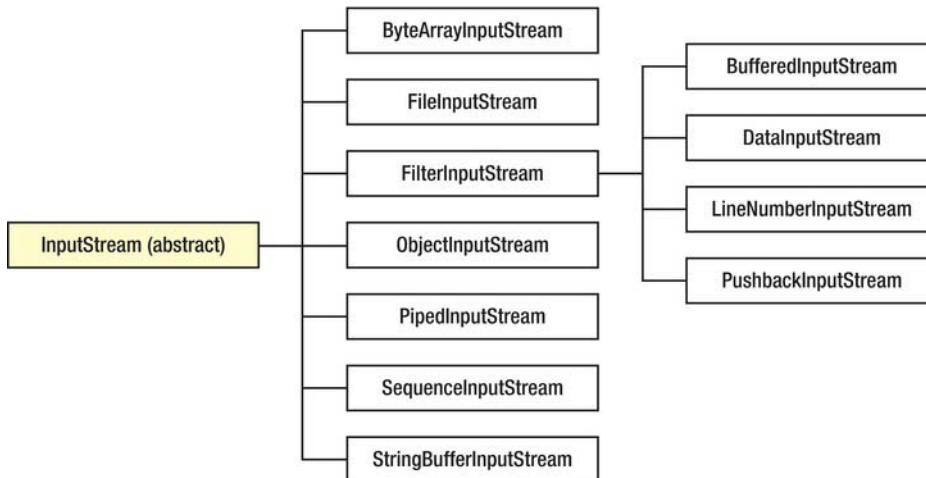 ByteArrayInputStream
FileInputStream
FilterInputStream
InputStream (abstract)
ObjectInputStream
PipedInputStream
SequenceInputStream
StringBufferInputStream
BufferedInputStream
DataInputStream
LineNumberInputStream
PushbackInputStream